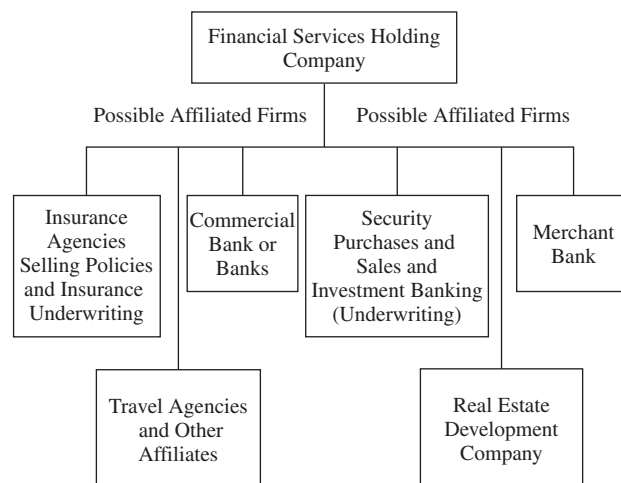 Financial Services Holding
Company
Possible Affiliated Firms
Possible Affiliated Firms
Insurance
Agencies
Selling Policies
and Insurance
Underwriting
Commercial
Bank or
Banks
Security
Purchases and
Sales and
Investment Banking
(Underwriting)
Merchant
Bank
Travel Agencies
and Other
Affiliates
Real Estate
Development
Company